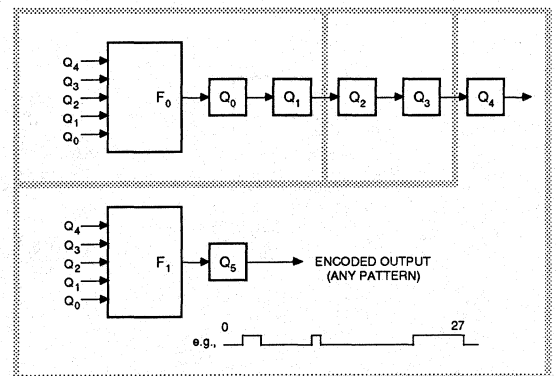 Q4
Q3
Q2
Q1
Q0
F0
Q0
Q1
Q2
Q3
Q4
Q4
Q3
Q2
Q1
Q0
F1
Q5
ENCODED OUTPUT
(ANY PATTERN)
0
27
e.g.,